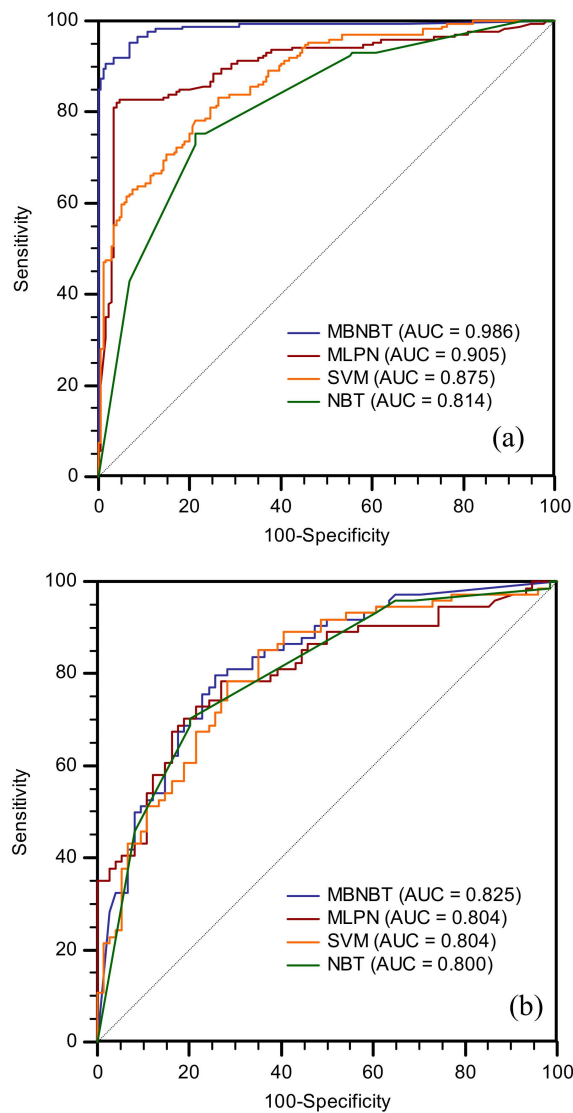 100
80
60
40
20
0
Sensitivity
MBNBT (AUC = 0.986)
MLPN (AUC = 0.905)
SVM (AUC = 0.875)
NBT (AUC = 0.814)
(a)
0 20 40 60 80 100
100-Specificity
100
80
60
40
20
0
Sensitivity
MBNBT (AUC = 0.825)
MLPN (AUC = 0.804)
SVM (AUC = 0.804)
NBT (AUC = 0.800)
(b)
0 20 40 60 80 100
100-Specificity